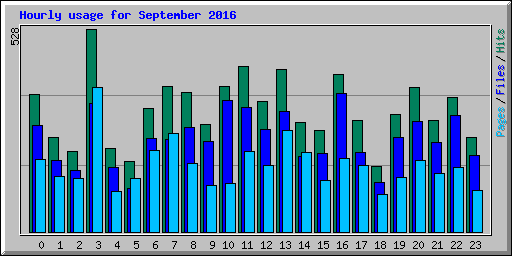 Hourly usage for September 2016
528
Pages / Files / Hits
0 1 2 3 4 5 6 7 8 9 10 11 12 13 14 15 16 17 18 19 20 21 22 23